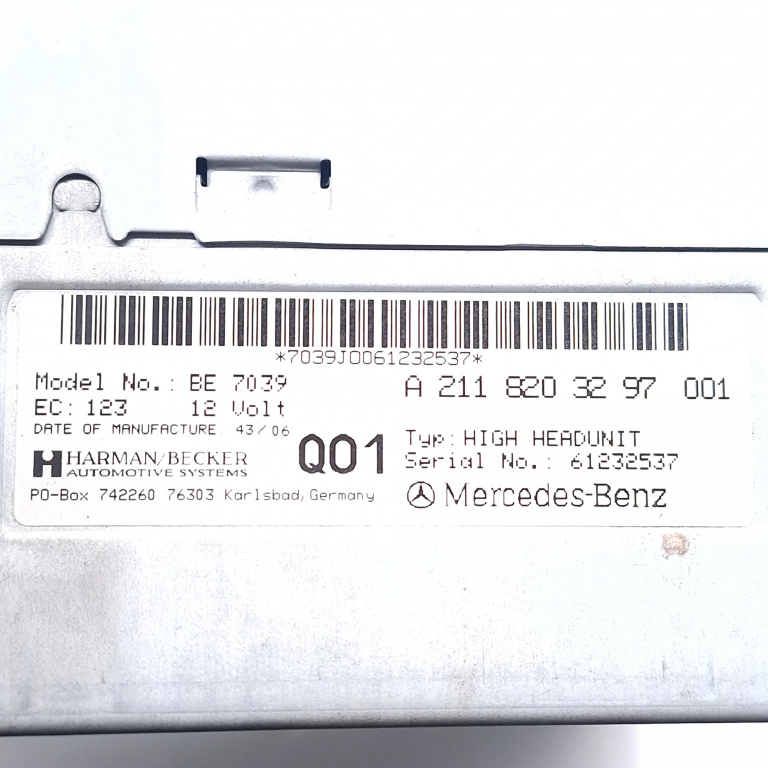 *7039J0061232537*
Model No.: BE 7039
A 211 820 32 97 001
EC: 123 12 Volt
DATE OF MANUFACTURE: 43/06
Q01
Typ: HIGH HEADUNIT
HARMAN/BECKER
AUTOMOTIVE SYSTEMS
Serial No.: 61232537
PO-Box 742260 76303 Karlsbad, Germany
Mercedes-Benz